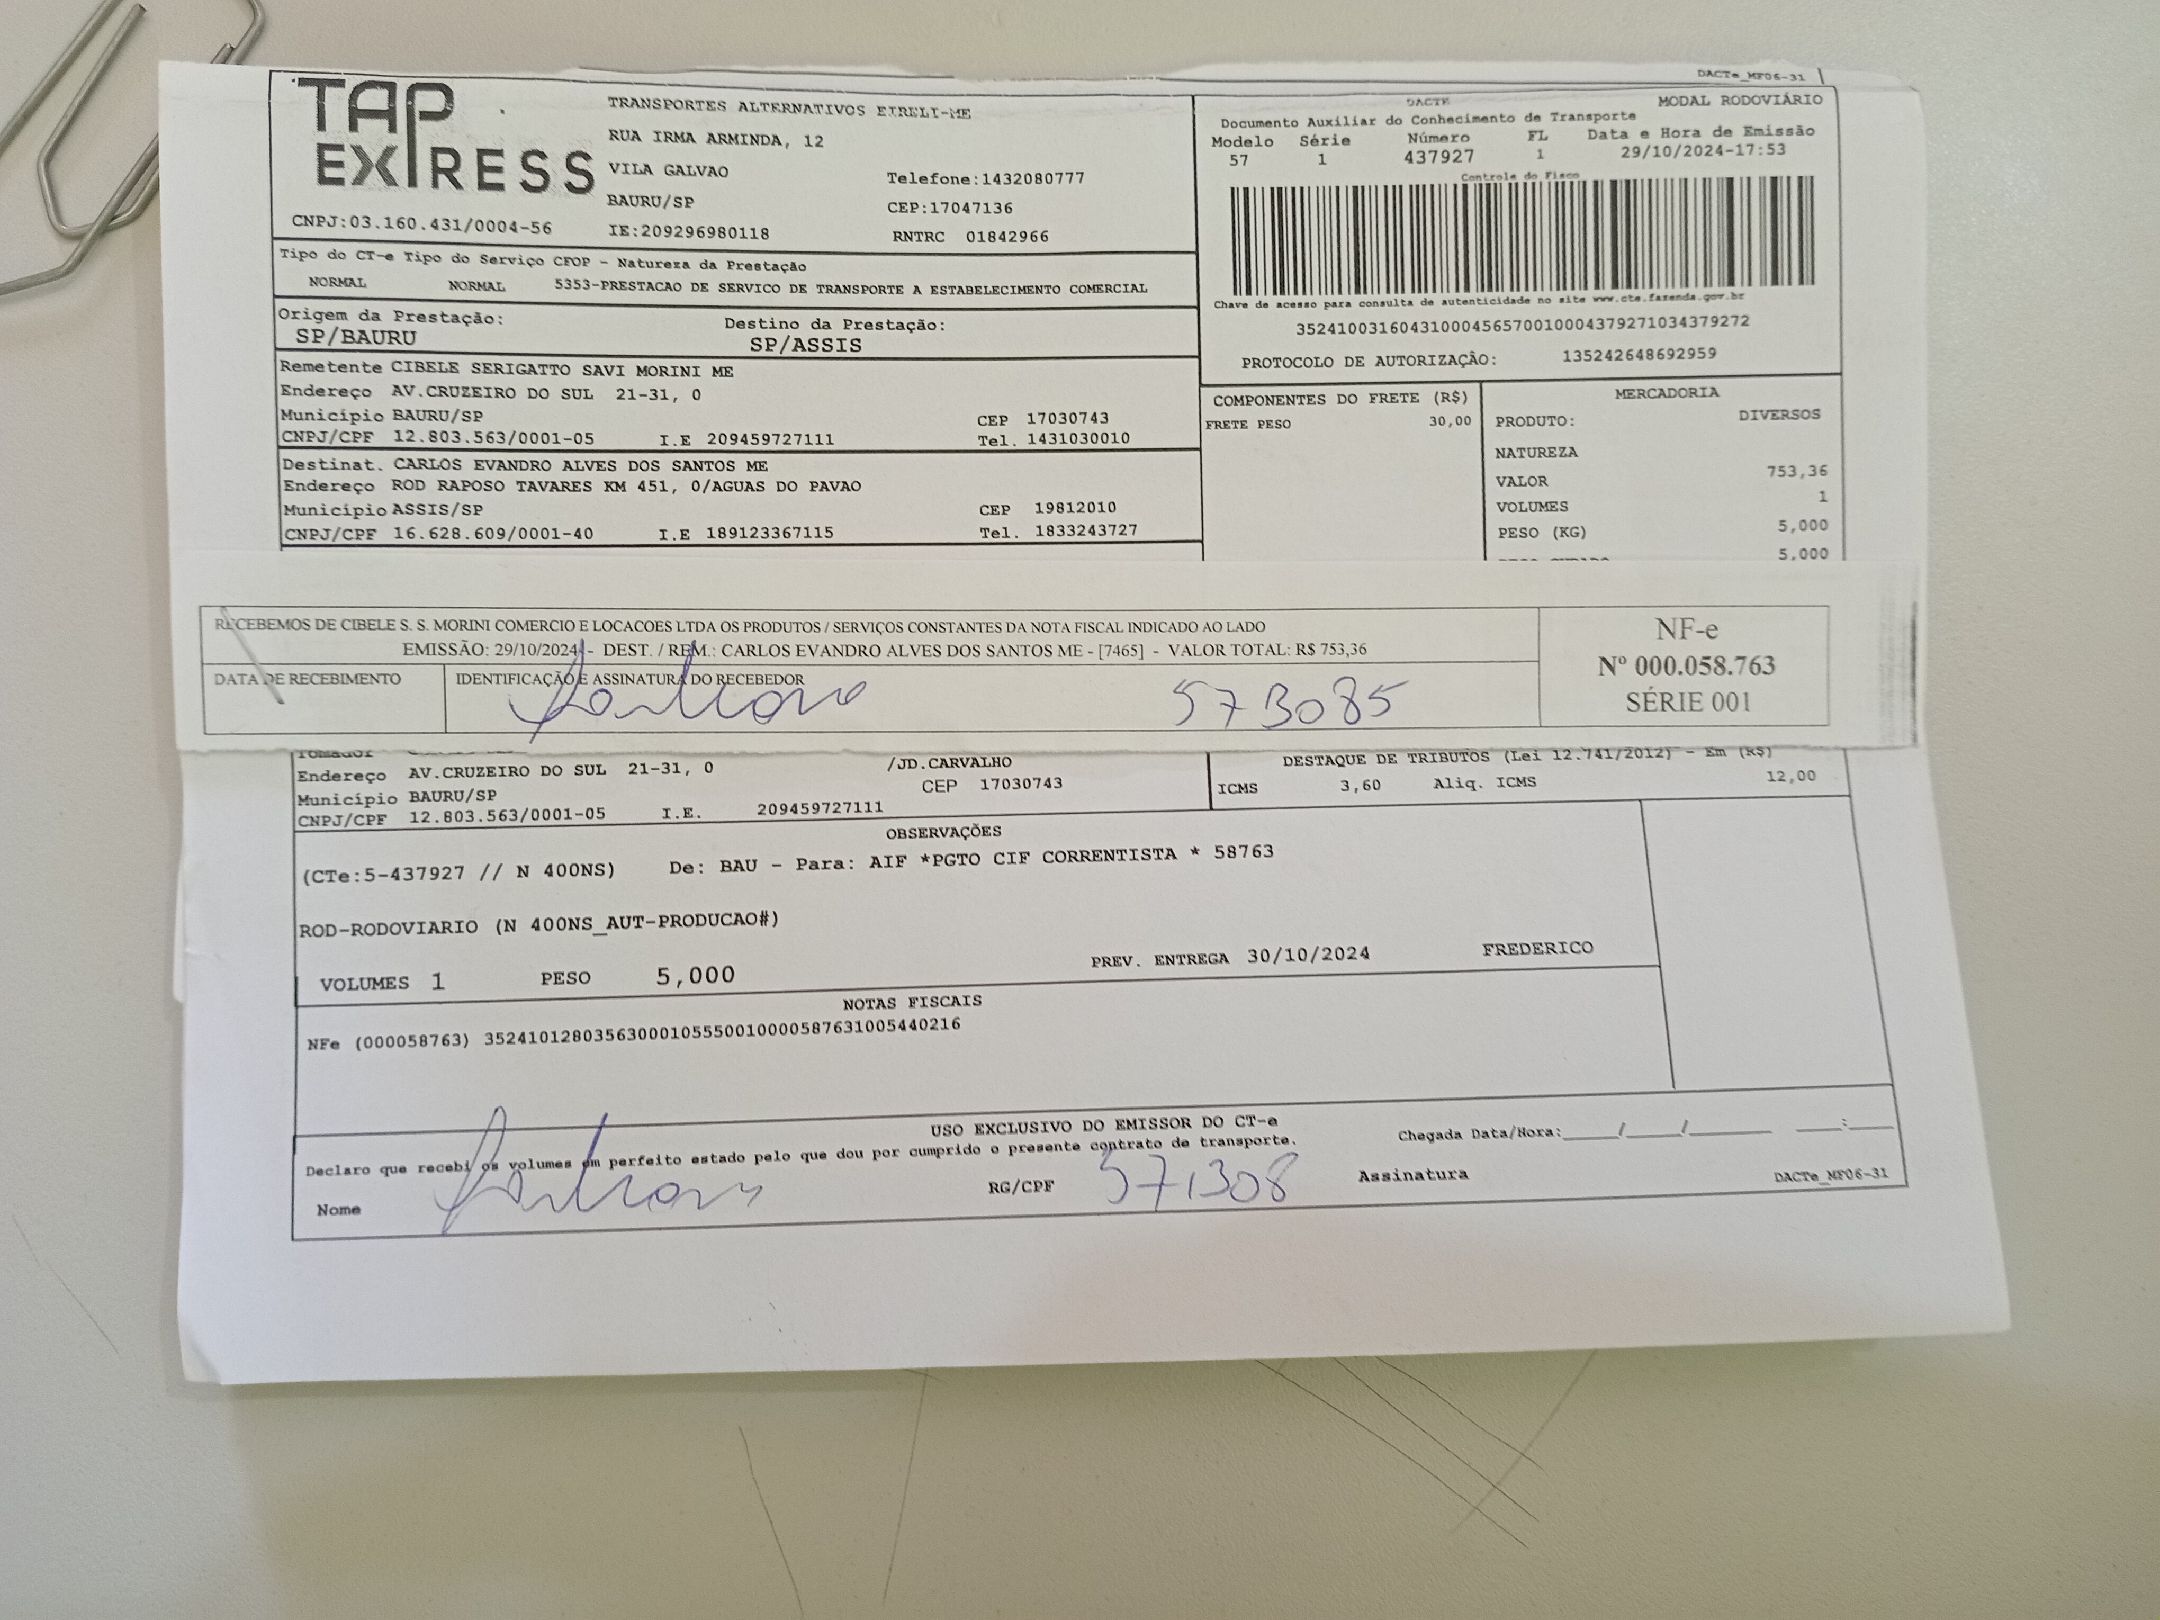 DACTe_MF06-31
TAP EXPRESS
TRANSPORTES ALTERNATIVOS EIRELI-ME
RUA IRMA ARMINDA, 12
VILA GALVAO Telefone:1432080777
BAURU/SP CEP:17047136
CNPJ:03.160.431/0004-56 IE:209296980118 RNTRC 01842966
DACTE MODAL RODOVIÁRIO
Documento Auxiliar do Conhecimento de Transporte
Modelo Série Número FL Data e Hora de Emissão
57 1 437927 1 29/10/2024-17:53
Controle do Fisco
Chave de acesso para consulta de autenticidade no site www.cte.fazenda.gov.br
35241003160431000456570010004379271034379272
PROTOCOLO DE AUTORIZAÇÃO: 135242648692959
Tipo do CT-e Tipo do Serviço CFOP - Natureza da Prestação
NORMAL NORMAL 5353-PRESTACAO DE SERVICO DE TRANSPORTE A ESTABELECIMENTO COMERCIAL
Origem da Prestação: Destino da Prestação:
SP/BAURU SP/ASSIS
Remetente CIBELE SERIGATTO SAVI MORINI ME
Endereço AV.CRUZEIRO DO SUL 21-31, 0
Município BAURU/SP CEP 17030743
CNPJ/CPF 12.803.563/0001-05 I.E 209459727111 Tel. 1431030010
Destinat. CARLOS EVANDRO ALVES DOS SANTOS ME
Endereço ROD RAPOSO TAVARES KM 451, 0/AGUAS DO PAVAO
Município ASSIS/SP CEP 19812010
CNPJ/CPF 16.628.609/0001-40 I.E 189123367115 Tel. 1833243727
COMPONENTES DO FRETE (R$)
FRETE PESO 30,00
MERCADORIA
PRODUTO: DIVERSOS
NATUREZA
VALOR 753,36
VOLUMES 1
PESO (KG) 5,000
5,000
RECEBEMOS DE CIBELE S. S. MORINI COMERCIO E LOCACOES LTDA OS PRODUTOS / SERVIÇOS CONSTANTES DA NOTA FISCAL INDICADO AO LADO
EMISSÃO: 29/10/2024 - DEST. / REM.: CARLOS EVANDRO ALVES DOS SANTOS ME - [7465] - VALOR TOTAL: R$ 753,36
DATA DE RECEBIMENTO IDENTIFICAÇÃO E ASSINATURA DO RECEBEDOR
573085
NF-e
Nº 000.058.763
SÉRIE 001
Tomador
Endereço AV.CRUZEIRO DO SUL 21-31, 0 /JD.CARVALHO
Município BAURU/SP CEP 17030743
CNPJ/CPF 12.803.563/0001-05 I.E. 209459727111
DESTAQUE DE TRIBUTOS (Lei 12.741/2012) - Em (R$)
ICMS 3,60 Aliq. ICMS 12,00
OBSERVAÇÕES
(CTe:5-437927 // N 400NS) De: BAU - Para: AIF *PGTO CIF CORRENTISTA * 58763
ROD-RODOVIARIO (N 400NS_AUT-PRODUCAO#)
VOLUMES 1 PESO 5,000 PREV. ENTREGA 30/10/2024 FREDERICO
NOTAS FISCAIS
NFe (000058763) 35241012803563000105550010000587631005440216
USO EXCLUSIVO DO EMISSOR DO CT-e
Declaro que recebi os volumes em perfeito estado pelo que dou por cumprido o presente contrato de transporte. Chegada Data/Hora:____/____/______ ___:___
Nome RG/CPF 571308 Assinatura DACTe_MF06-31